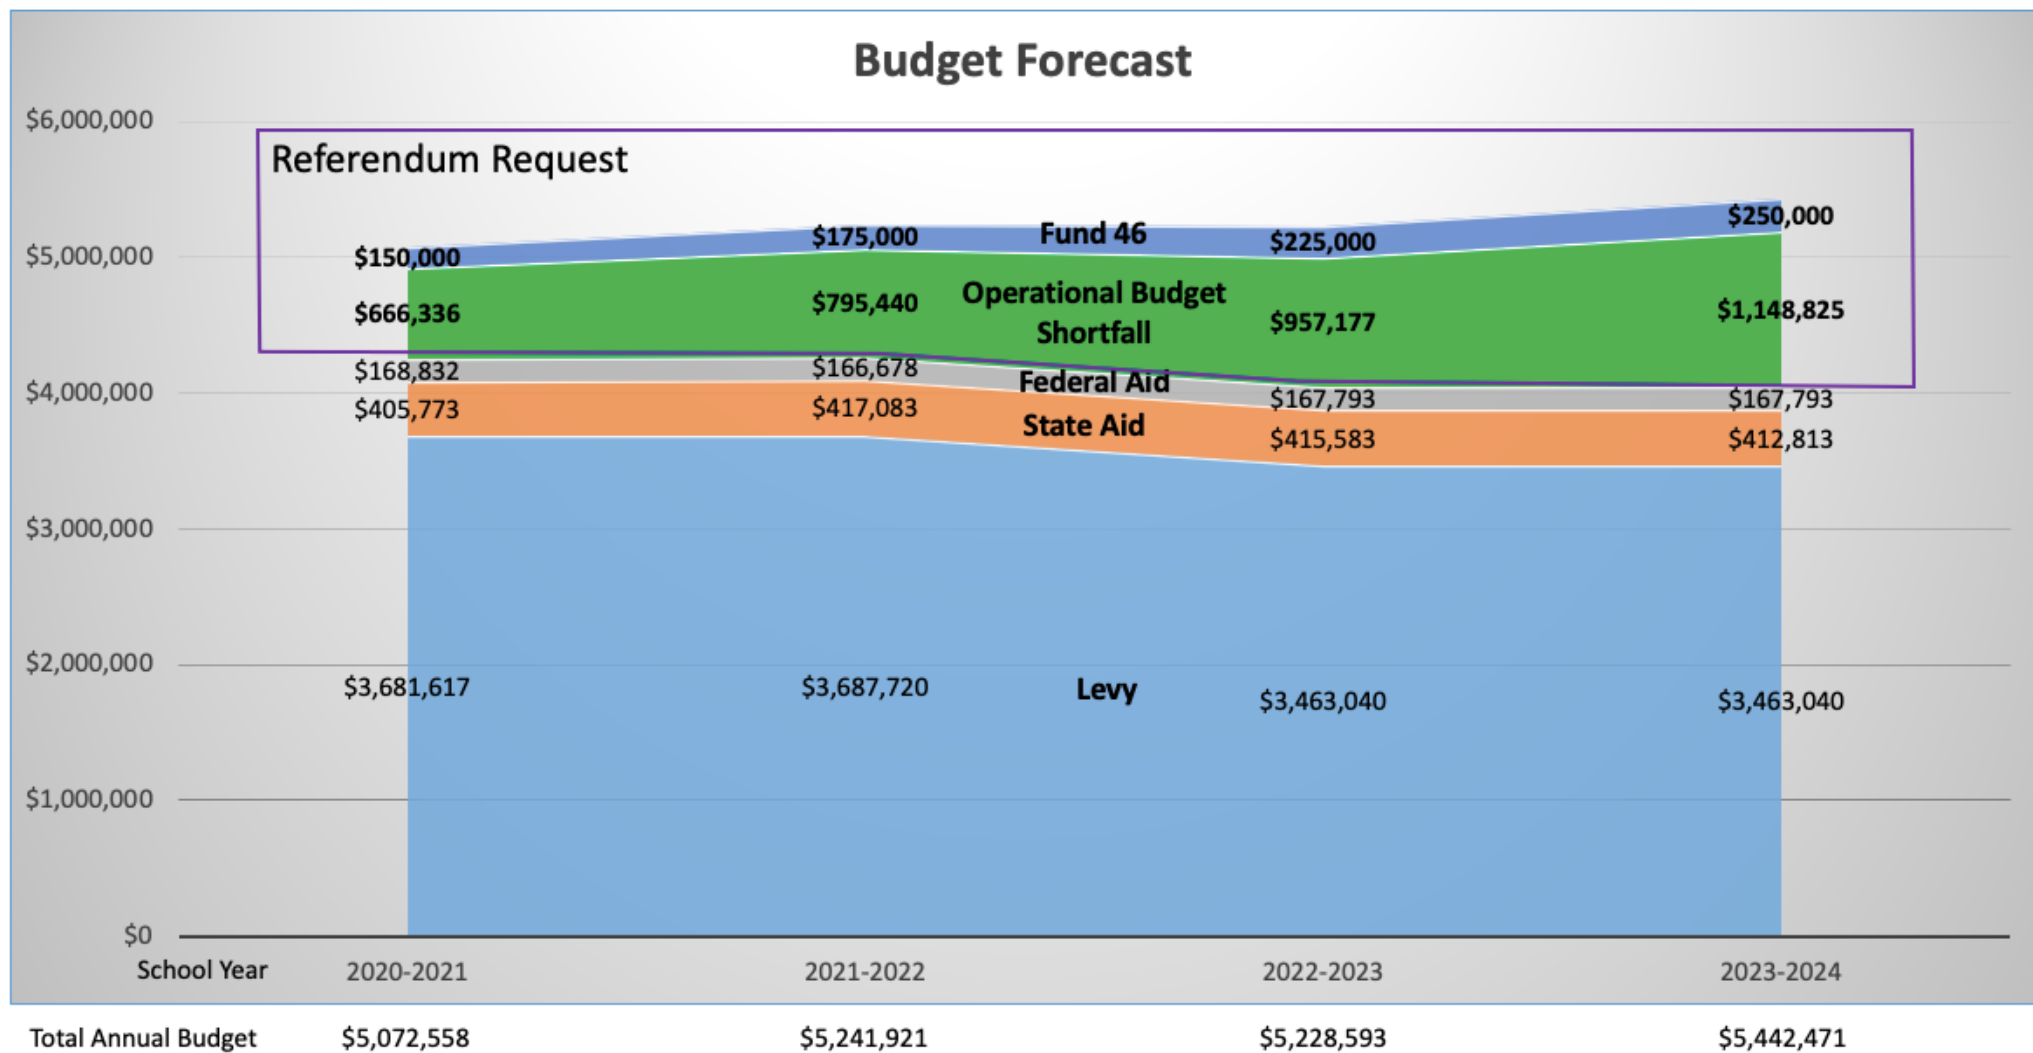 Budget Forecast
$6,000,000
Referendum Request
$250,000
$175,000 Fund 46 $225,000
$5,000,000 $150,000
$666,336 $795,440 Operational Budget $957,177 $1,148,825
Shortfall
$168,832 $166,678 Federal Aid $167,793 $167,793
$4,000,000
$405,773 $417,083 State Aid $415,583 $412,813
$3,000,000
$2,000,000
$3,681,617 $3,687,720 Levy $3,463,040 $3,463,040
$1,000,000
$0
School Year 2020-2021 2021-2022 2022-2023 2023-2024
Total Annual Budget $5,072,558 $5,241,921 $5,228,593 $5,442,471